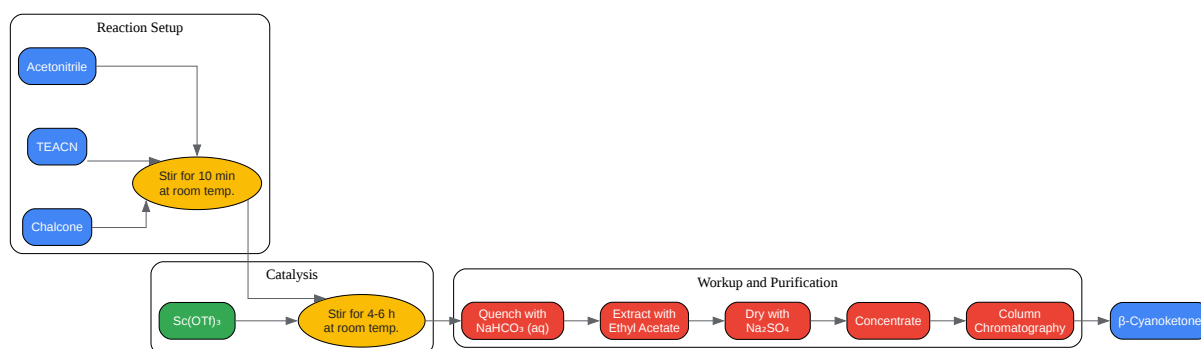 Reaction Setup
Acetonitrile
TEACN
Stir for 10 min
at room temp.
Chalcone
Catalysis
Sc(OTf)₃
Stir for 4-6 h
at room temp.
Workup and Purification
Quench with
NaHCO₃ (aq)
Extract with
Ethyl Acetate
Dry with
Na₂SO₄
Concentrate
Column
Chromatography
β-Cyanoketone